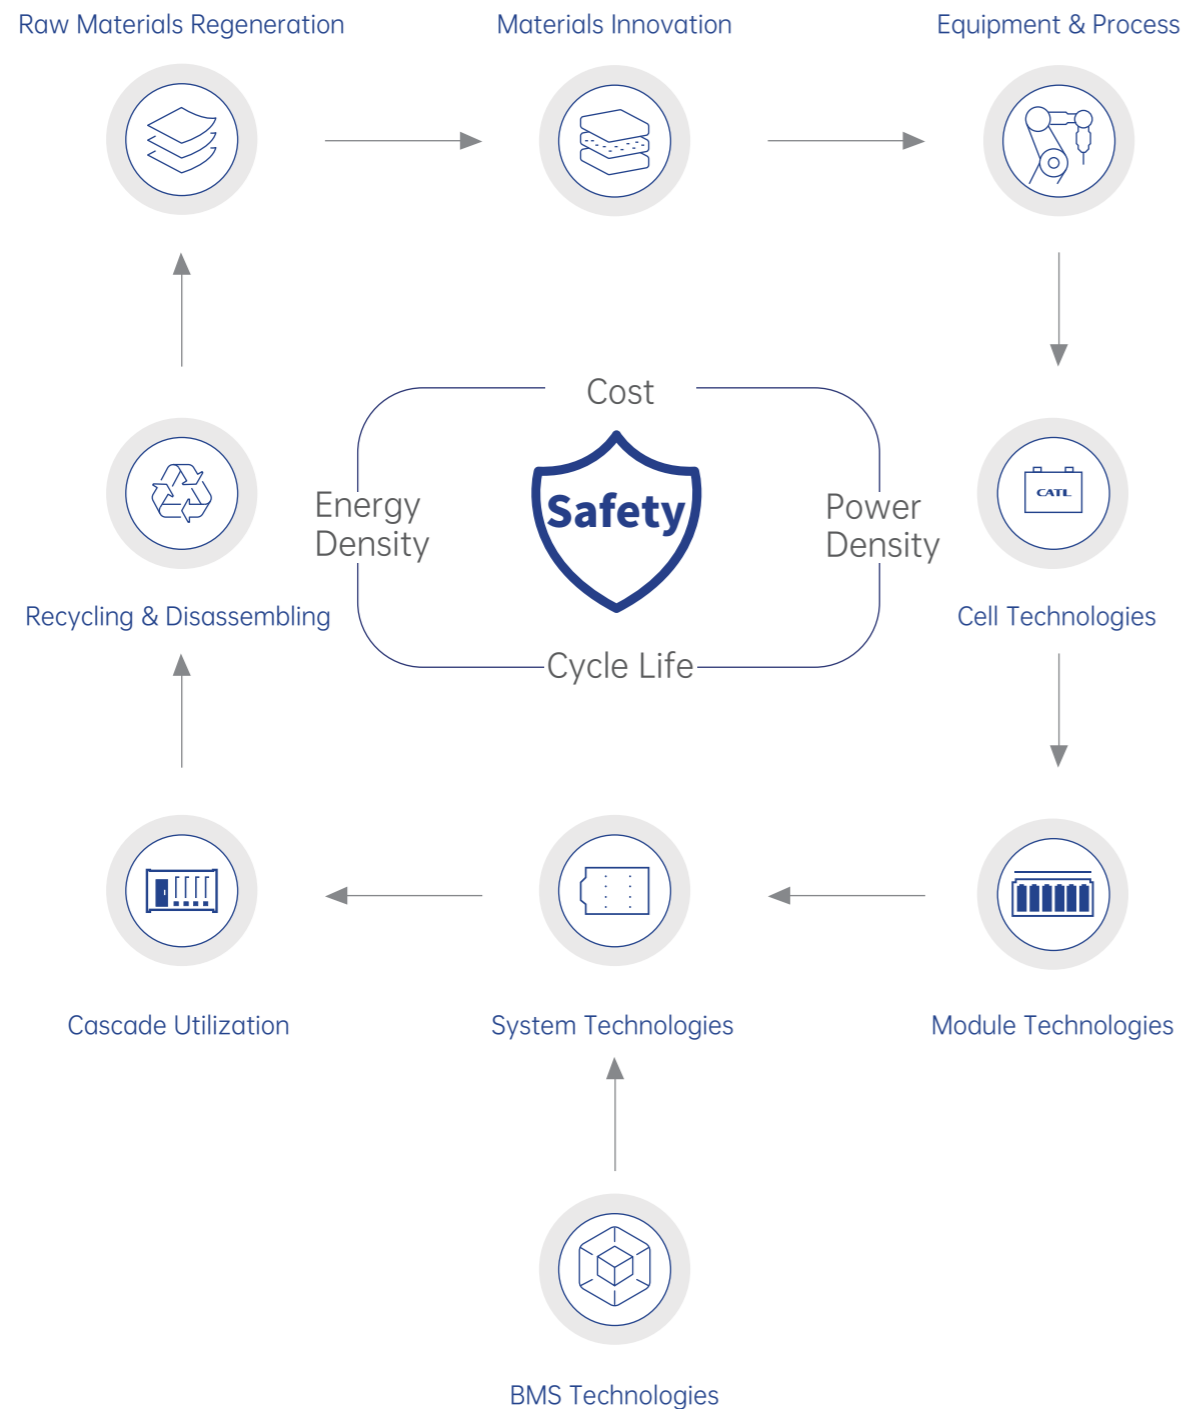 Raw Materials Regeneration
Materials Innovation
Equipment & Process
Cost
Safety
Energy
Density
Power
Density
CATL
Recycling & Disassembling
Cell Technologies
Cycle Life
Cascade Utilization
System Technologies
Module Technologies
BMS Technologies